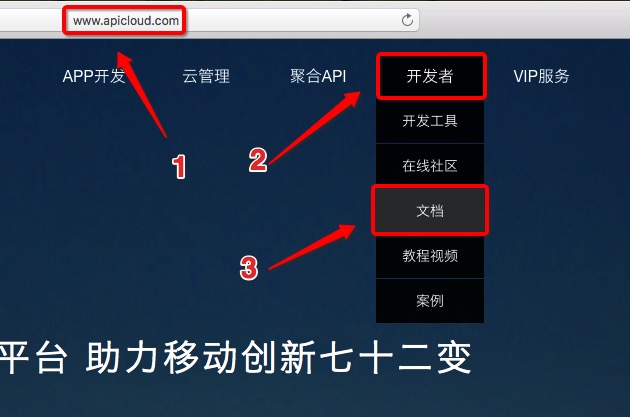 www.apicloud.com
APP开发 云管理 聚合API 开发者 VIP服务
开发工具
1
2
在线社区
文档
3
教程视频
案例
平台 助力移动创新七十二变